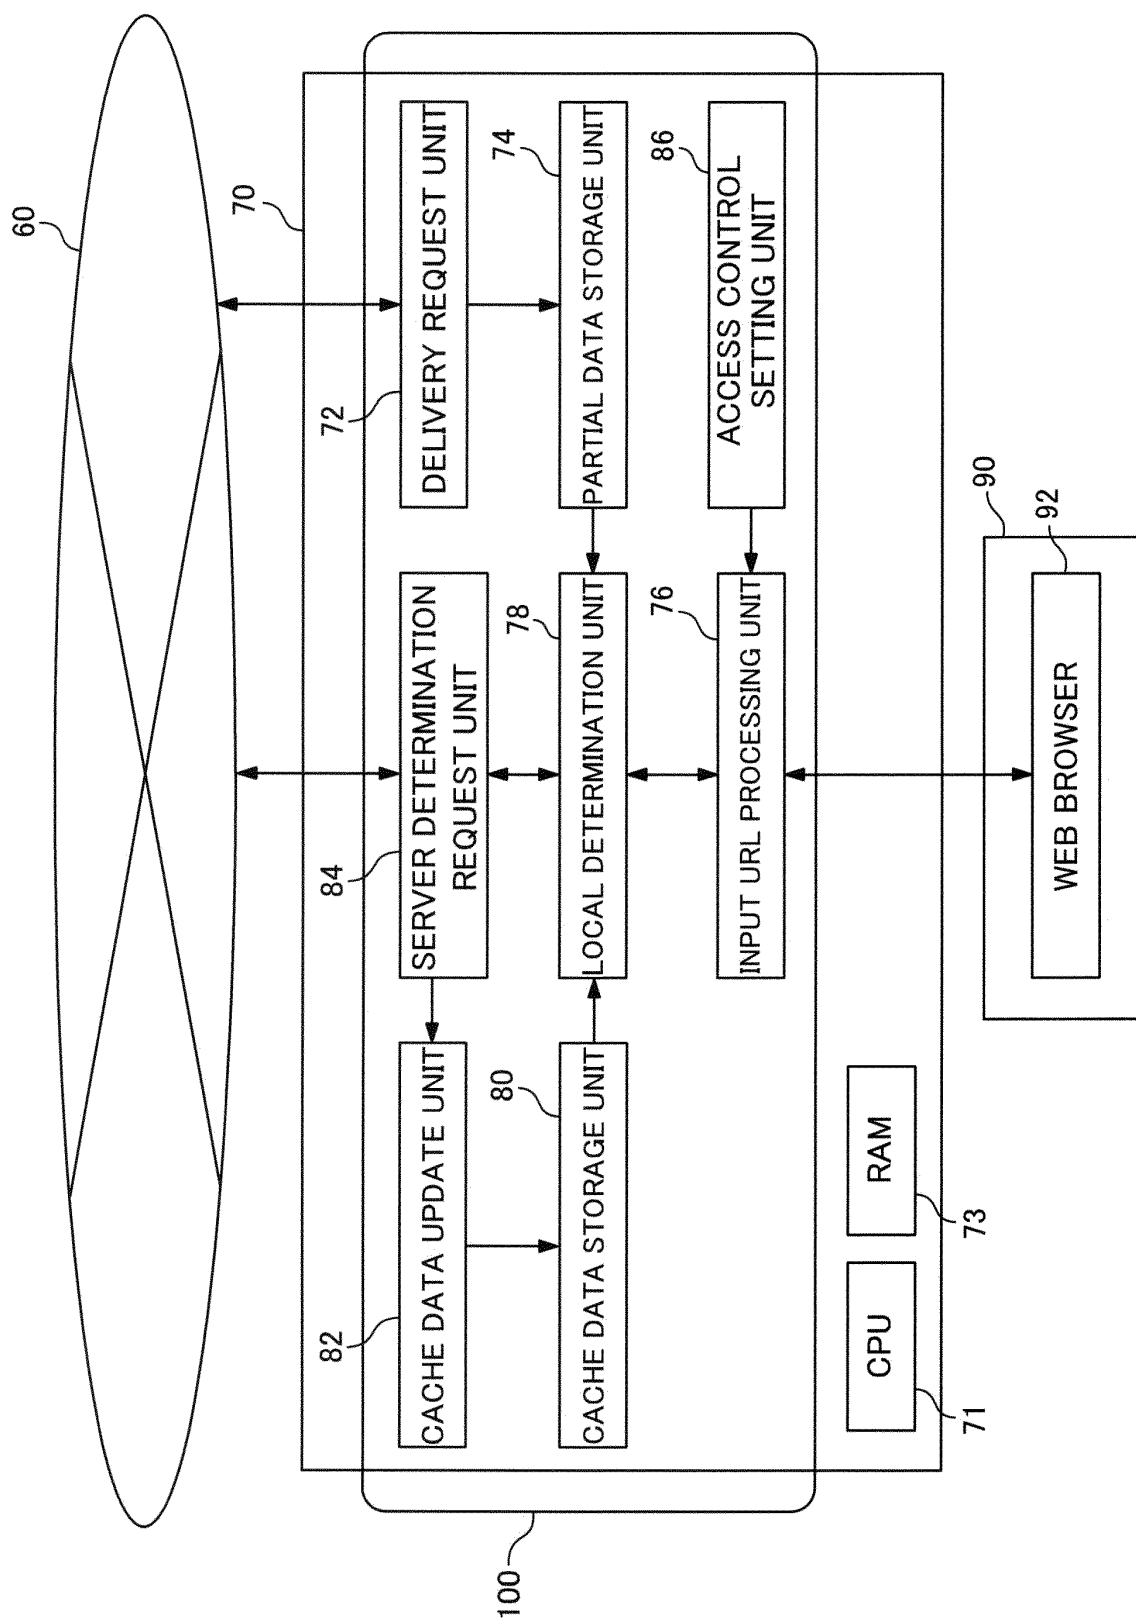 60
70
72
DELIVERY REQUEST UNIT
74
PARTIAL DATA STORAGE UNIT
86
ACCESS CONTROL
SETTING UNIT
84
SERVER DETERMINATION
REQUEST UNIT
78
LOCAL DETERMINATION UNIT
76
INPUT URL PROCESSING UNIT
90
92
WEB BROWSER
82
CACHE DATA UPDATE UNIT
80
CACHE DATA STORAGE UNIT
RAM
73
CPU
71
100